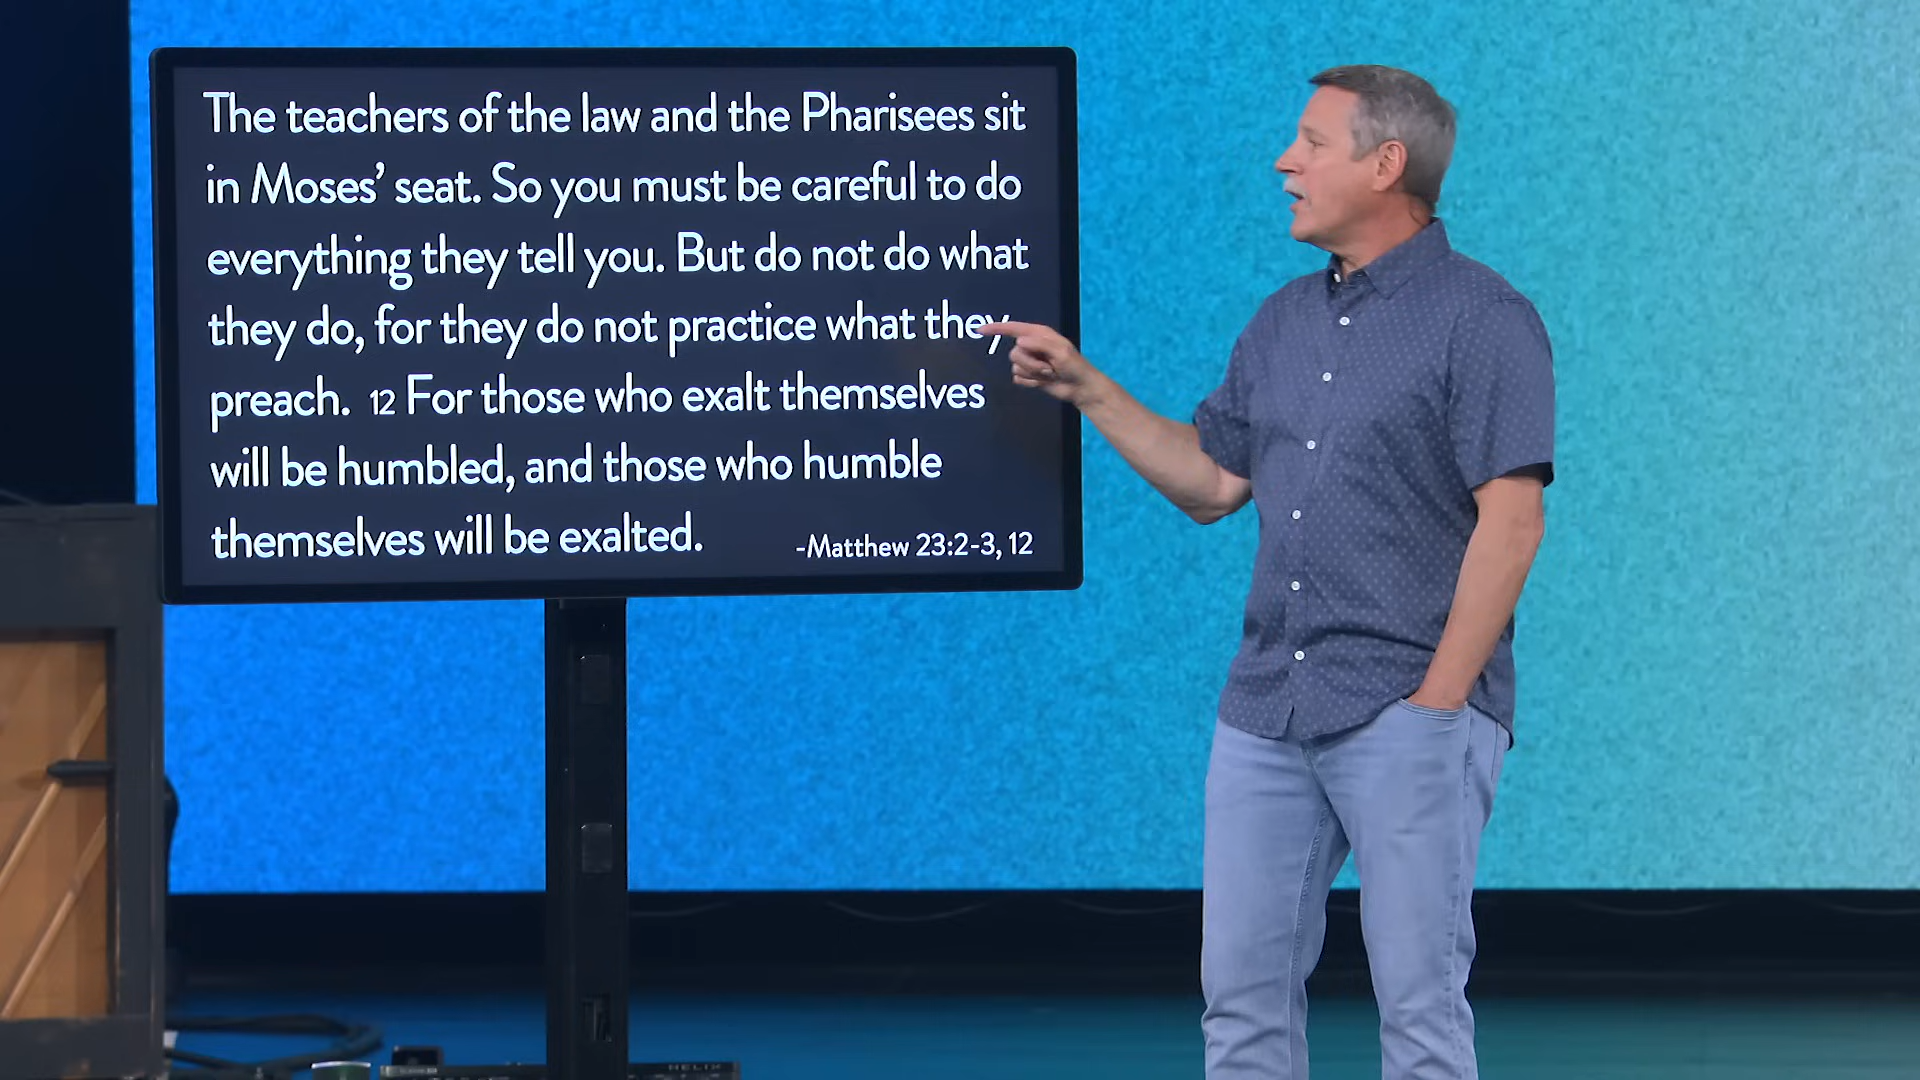 The teachers of the law and the Pharisees sit
in Moses’ seat. So you must be careful to do
everything they tell you. But do not do what
they do, for they do not practice what they
preach. 12 For those who exalt themselves
will be humbled, and those who humble
themselves will be exalted.
-Matthew 23:2-3, 12
HELIX